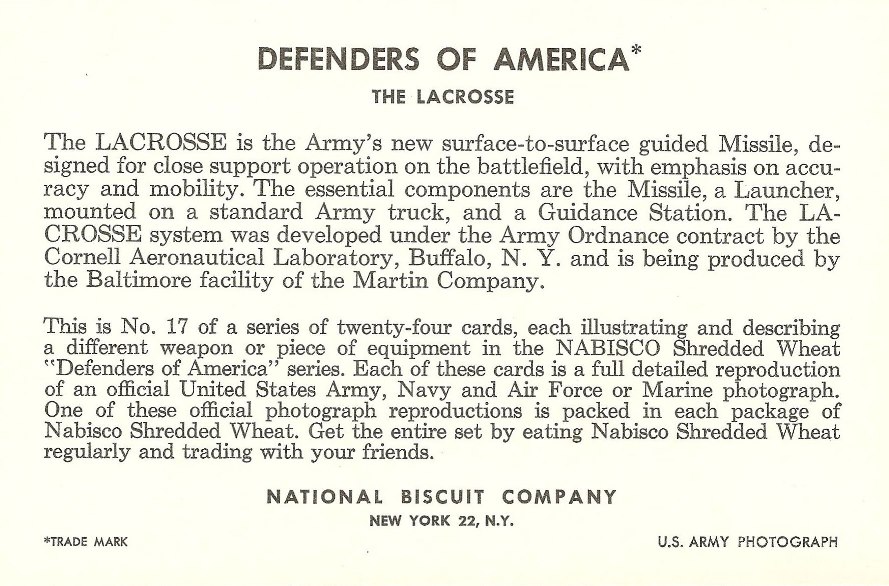 DEFENDERS OF AMERICA*
THE LACROSSE
The LACROSSE is the Army's new surface-to-surface guided Missile, de-
signed for close support operation on the battlefield, with emphasis on accu-
racy and mobility. The essential components are the Missile, a Launcher,
mounted on a standard Army truck, and a Guidance Station. The LA-
CROSSE system was developed under the Army Ordnance contract by the
Cornell Aeronautical Laboratory, Buffalo, N. Y. and is being produced by
the Baltimore facility of the Martin Company.
This is No. 17 of a series of twenty-four cards, each illustrating and describing
a different weapon or piece of equipment in the NABISCO Shredded Wheat
"Defenders of America" series. Each of these cards is a full detailed reproduction
of an official United States Army, Navy and Air Force or Marine photograph.
One of these official photograph reproductions is packed in each package of
Nabisco Shredded Wheat. Get the entire set by eating Nabisco Shredded Wheat
regularly and trading with your friends.
NATIONAL BISCUIT COMPANY
NEW YORK 22, N.Y.
*TRADE MARK
U.S. ARMY PHOTOGRAPH